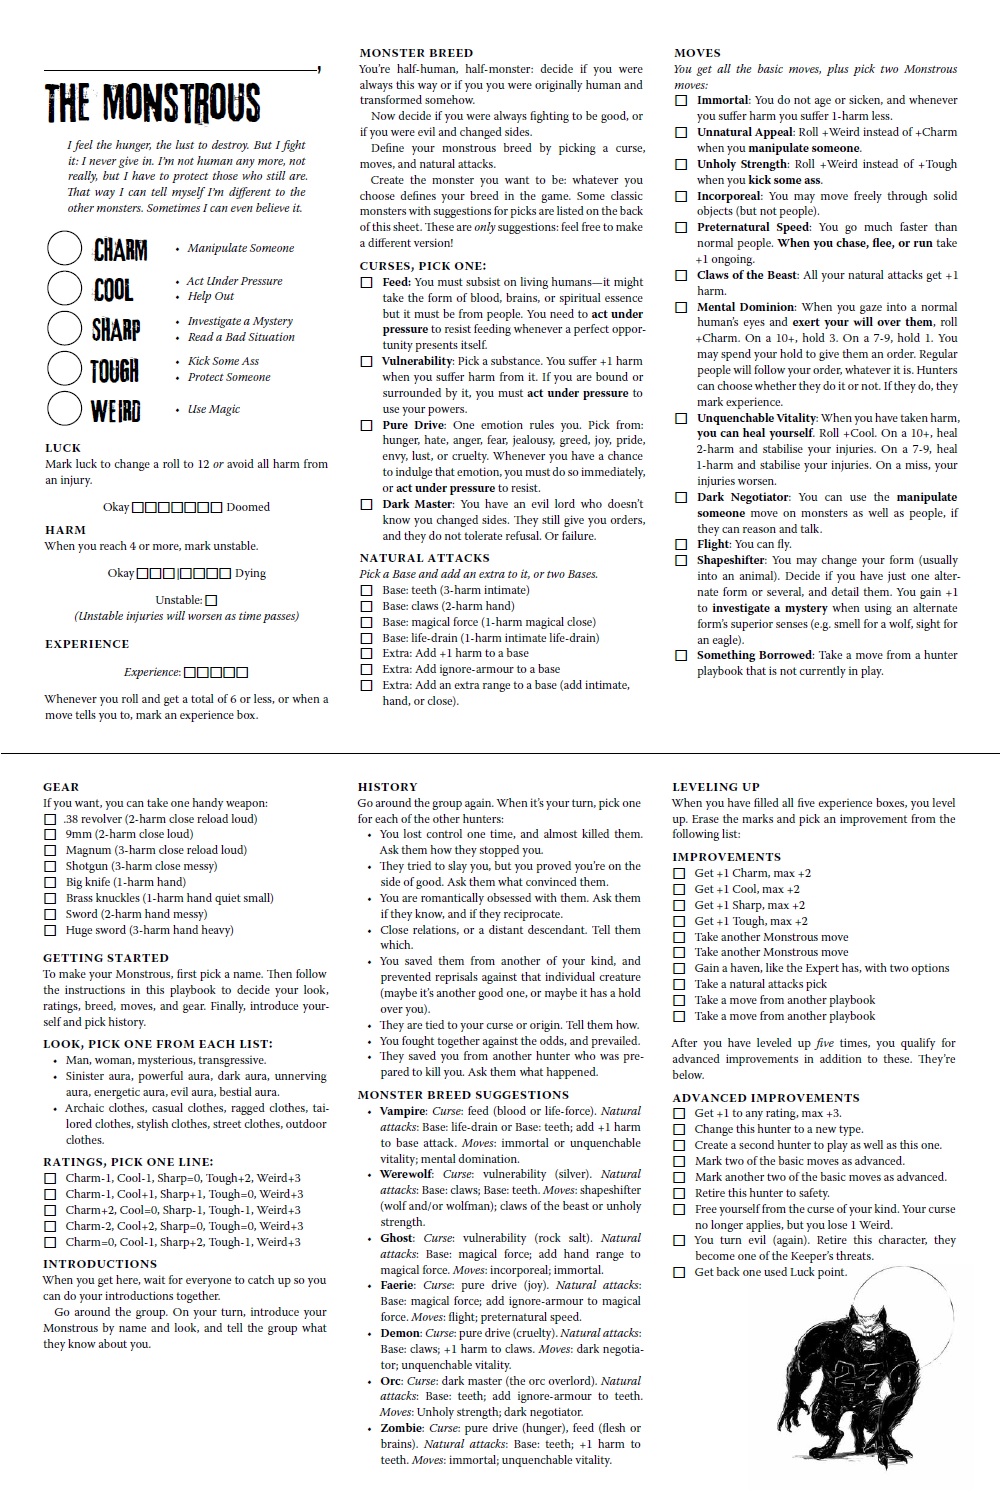 ,
THE MONSTROUS
I feel the hunger, the lust to destroy. But I fight
it: I never give in. I'm not human any more, not
really, but I have to protect those who still are.
That way I can tell myself I'm different to the
other monsters. Sometimes I can even believe it.
CHARM
• Manipulate Someone
COOL
• Act Under Pressure
• Help Out
SHARP
• Investigate a Mystery
• Read a Bad Situation
TOUGH
• Kick Some Ass
• Protect Someone
WEIRD
• Use Magic
LUCK
Mark luck to change a roll to 12 or avoid all harm from
an injury.
Okay □□□□□□□ Doomed
HARM
When you reach 4 or more, mark unstable.
Okay □□□|□□□□ Dying
Unstable: □
(Unstable injuries will worsen as time passes)
EXPERIENCE
Experience: □□□□□
Whenever you roll and get a total of 6 or less, or when a
move tells you to, mark an experience box.
MONSTER BREED
You're half-human, half-monster: decide if you were
always this way or if you you were originally human and
transformed somehow.
Now decide if you were always fighting to be good, or
if you were evil and changed sides.
Define your monstrous breed by picking a curse,
moves, and natural attacks.
Create the monster you want to be: whatever you
choose defines your breed in the game. Some classic
monsters with suggestions for picks are listed on the back
of this sheet. These are only suggestions: feel free to make
a different version!
CURSES, PICK ONE:
□ Feed: You must subsist on living humans—it might
take the form of blood, brains, or spiritual essence
but it must be from people. You need to act under
pressure to resist feeding whenever a perfect oppor-
tunity presents itself.
□ Vulnerability: Pick a substance. You suffer +1 harm
when you suffer harm from it. If you are bound or
surrounded by it, you must act under pressure to
use your powers.
□ Pure Drive: One emotion rules you. Pick from:
hunger, hate, anger, fear, jealousy, greed, joy, pride,
envy, lust, or cruelty. Whenever you have a chance
to indulge that emotion, you must do so immediately,
or act under pressure to resist.
□ Dark Master: You have an evil lord who doesn't
know you changed sides. They still give you orders,
and they do not tolerate refusal. Or failure.
NATURAL ATTACKS
Pick a Base and add an extra to it, or two Bases.
□ Base: teeth (3-harm intimate)
□ Base: claws (2-harm hand)
□ Base: magical force (1-harm magical close)
□ Base: life-drain (1-harm intimate life-drain)
□ Extra: Add +1 harm to a base
□ Extra: Add ignore-armour to a base
□ Extra: Add an extra range to a base (add intimate,
hand, or close).
MOVES
You get all the basic moves, plus pick two Monstrous
moves:
□ Immortal: You do not age or sicken, and whenever
you suffer harm you suffer 1-harm less.
□ Unnatural Appeal: Roll +Weird instead of +Charm
when you manipulate someone.
□ Unholy Strength: Roll +Weird instead of +Tough
when you kick some ass.
□ Incorporeal: You may move freely through solid
objects (but not people).
□ Preternatural Speed: You go much faster than
normal people. When you chase, flee, or run take
+1 ongoing.
□ Claws of the Beast: All your natural attacks get +1
harm.
□ Mental Dominion: When you gaze into a normal
human's eyes and exert your will over them, roll
+Charm. On a 10+, hold 3. On a 7-9, hold 1. You
may spend your hold to give them an order. Regular
people will follow your order, whatever it is. Hunters
can choose whether they do it or not. If they do, they
mark experience.
□ Unquenchable Vitality: When you have taken harm,
you can heal yourself. Roll +Cool. On a 10+, heal
2-harm and stabilise your injuries. On a 7-9, heal
1-harm and stabilise your injuries. On a miss, your
injuries worsen.
□ Dark Negotiator: You can use the manipulate
someone move on monsters as well as people, if
they can reason and talk.
□ Flight: You can fly.
□ Shapeshifter: You may change your form (usually
into an animal). Decide if you have just one alter-
nate form or several, and detail them. You gain +1
to investigate a mystery when using an alternate
form's superior senses (e.g. smell for a wolf, sight for
an eagle).
□ Something Borrowed: Take a move from a hunter
playbook that is not currently in play.
GEAR
If you want, you can take one handy weapon:
□ .38 revolver (2-harm close reload loud)
□ 9mm (2-harm close loud)
□ Magnum (3-harm close reload loud)
□ Shotgun (3-harm close messy)
□ Big knife (1-harm hand)
□ Brass knuckles (1-harm hand quiet small)
□ Sword (2-harm hand messy)
□ Huge sword (3-harm hand heavy)
GETTING STARTED
To make your Monstrous, first pick a name. Then follow
the instructions in this playbook to decide your look,
ratings, breed, moves, and gear. Finally, introduce your-
self and pick history.
LOOK, PICK ONE FROM EACH LIST:
• Man, woman, mysterious, transgressive.
• Sinister aura, powerful aura, dark aura, unnerving
aura, energetic aura, evil aura, bestial aura.
• Archaic clothes, casual clothes, ragged clothes, tai-
lored clothes, stylish clothes, street clothes, outdoor
clothes.
RATINGS, PICK ONE LINE:
□ Charm-1, Cool-1, Sharp=0, Tough+2, Weird+3
□ Charm-1, Cool+1, Sharp+1, Tough=0, Weird+3
□ Charm+2, Cool=0, Sharp-1, Tough-1, Weird+3
□ Charm-2, Cool+2, Sharp=0, Tough=0, Weird+3
□ Charm=0, Cool-1, Sharp+2, Tough-1, Weird+3
INTRODUCTIONS
When you get here, wait for everyone to catch up so you
can do your introductions together.
Go around the group. On your turn, introduce your
Monstrous by name and look, and tell the group what
they know about you.
HISTORY
Go around the group again. When it's your turn, pick one
for each of the other hunters:
• You lost control one time, and almost killed them.
Ask them how they stopped you.
• They tried to slay you, but you proved you're on the
side of good. Ask them what convinced them.
• You are romantically obsessed with them. Ask them
if they know, and if they reciprocate.
• Close relations, or a distant descendant. Tell them
which.
• You saved them from another of your kind, and
prevented reprisals against that individual creature
(maybe it's another good one, or maybe it has a hold
over you).
• They are tied to your curse or origin. Tell them how.
• You fought together against the odds, and prevailed.
• They saved you from another hunter who was pre-
pared to kill you. Ask them what happened.
MONSTER BREED SUGGESTIONS
• Vampire: Curse: feed (blood or life-force). Natural
attacks: Base: life-drain or Base: teeth; add +1 harm
to base attack. Moves: immortal or unquenchable
vitality; mental domination.
• Werewolf: Curse: vulnerability (silver). Natural
attacks: Base: claws; Base: teeth. Moves: shapeshifter
(wolf and/or wolfman); claws of the beast or unholy
strength.
• Ghost: Curse: vulnerability (rock salt). Natural
attacks: Base: magical force; add hand range to
magical force. Moves: incorporeal; immortal.
• Faerie: Curse: pure drive (joy). Natural attacks:
Base: magical force; add ignore-armour to magical
force. Moves: flight; preternatural speed.
• Demon: Curse: pure drive (cruelty). Natural attacks:
Base: claws; +1 harm to claws. Moves: dark negotia-
tor; unquenchable vitality.
• Orc: Curse: dark master (the orc overlord). Natural
attacks: Base: teeth; add ignore-armour to teeth.
Moves: Unholy strength; dark negotiator.
• Zombie: Curse: pure drive (hunger), feed (flesh or
brains). Natural attacks: Base: teeth; +1 harm to
teeth. Moves: immortal; unquenchable vitality.
LEVELING UP
When you have filled all five experience boxes, you level
up. Erase the marks and pick an improvement from the
following list:
IMPROVEMENTS
□ Get +1 Charm, max +2
□ Get +1 Cool, max +2
□ Get +1 Sharp, max +2
□ Get +1 Tough, max +2
□ Take another Monstrous move
□ Take another Monstrous move
□ Gain a haven, like the Expert has, with two options
□ Take a natural attacks pick
□ Take a move from another playbook
□ Take a move from another playbook
After you have leveled up five times, you qualify for
advanced improvements in addition to these. They're
below.
ADVANCED IMPROVEMENTS
□ Get +1 to any rating, max +3.
□ Change this hunter to a new type.
□ Create a second hunter to play as well as this one.
□ Mark two of the basic moves as advanced.
□ Mark another two of the basic moves as advanced.
□ Retire this hunter to safety.
□ Free yourself from the curse of your kind. Your curse
no longer applies, but you lose 1 Weird.
□ You turn evil (again). Retire this character, they
become one of the Keeper's threats.
□ Get back one used Luck point.